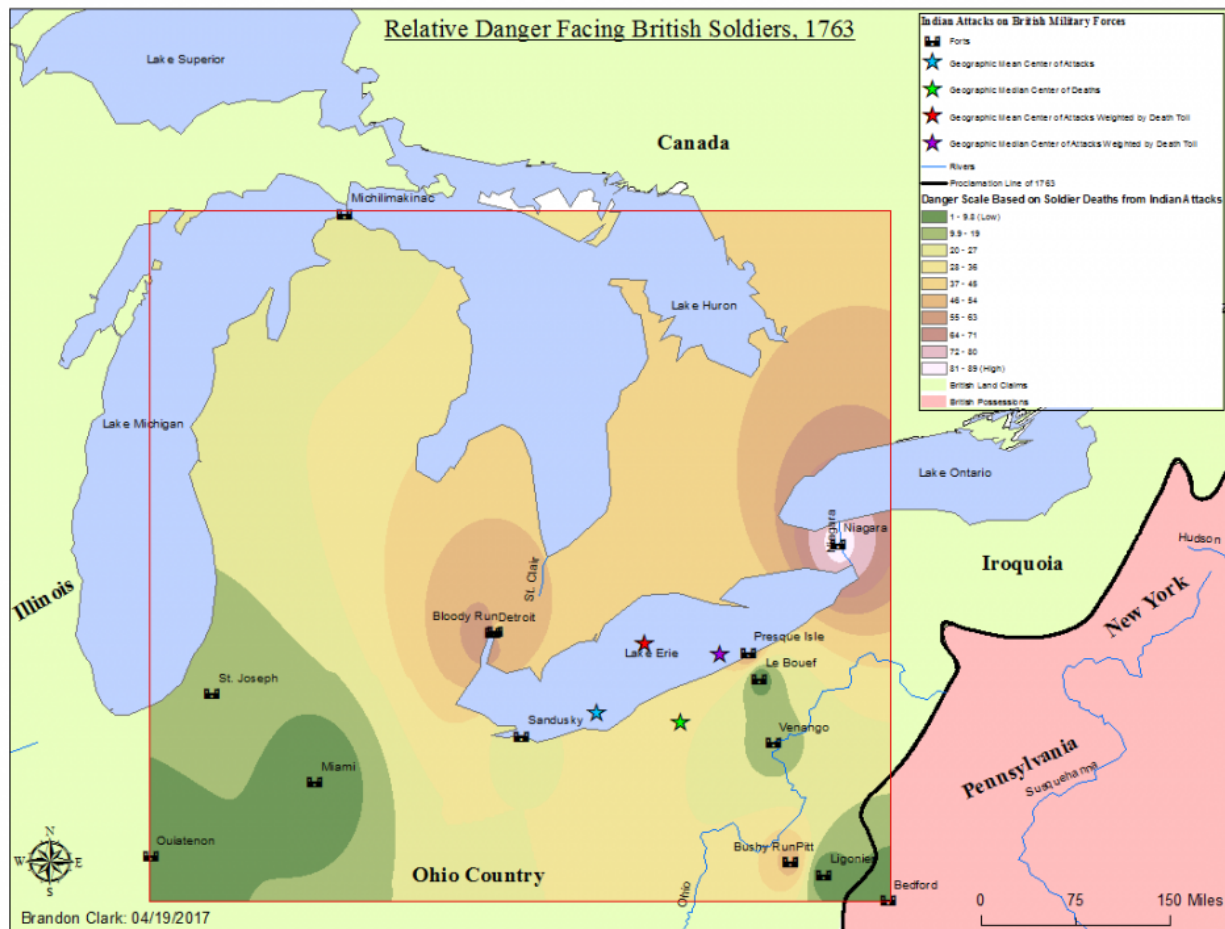 Relative Danger Facing British Soldiers, 1763
Indian Attacks on British Military Forces
Forts
Geographic Mean Center of Attacks
Geographic Median Center of Deaths
Geographic Mean Center of Attacks Weighted by Death Toll
Geographic Median Center of Attacks Weighted by Death Toll
Rivers
Proclamation Line of 1763
Danger Scale Based on Soldier Deaths from Indian Attacks
1 - 9.8 (Low)
9.9 - 19
20 - 27
28 - 36
37 - 45
46 - 54
55 - 63
64 - 71
72 - 80
81 - 89 (High)
British Land Claims
British Possessions
Lake Superior
Canada
Michilimakinac
Lake Huron
Lake Michigan
Lake Ontario
Niagara
Niagara
Hudson
Iroquoia
Illinois
New York
St. Clair
Bloody Run
Detroit
Presque Isle
Lake Erie
Le Bouef
St. Joseph
Sandusky
Venango
Pennsylvania
Susquehanna
Miami
Ouiatenon
Bushy Run
Pitt
Ligonier
Ohio Country
Ohio
Bedford
N
W
E
S
0
75
150 Miles
Brandon Clark: 04/19/2017